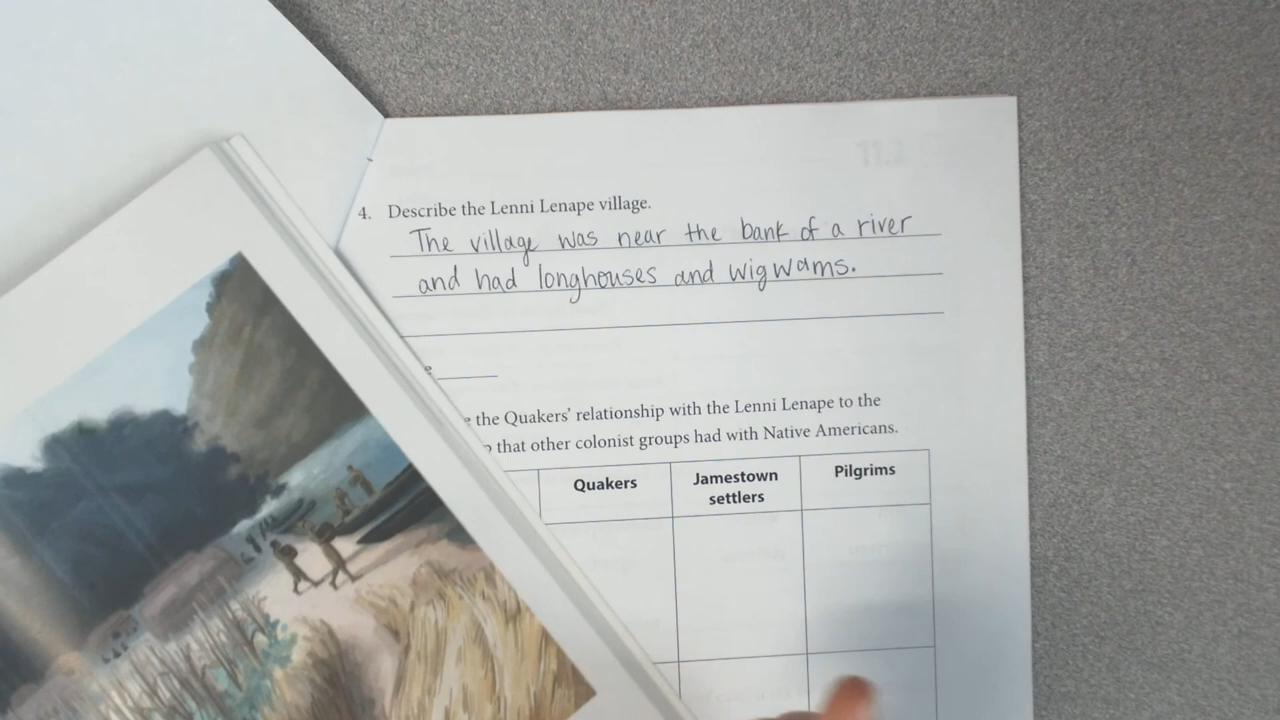 4. Describe the Lenni Lenape village.
The village was near the bank of a river
and had longhouses and wigwams.
the Quakers' relationship with the Lenni Lenape to the
that other colonist groups had with Native Americans.
Quakers Jamestown settlers Pilgrims